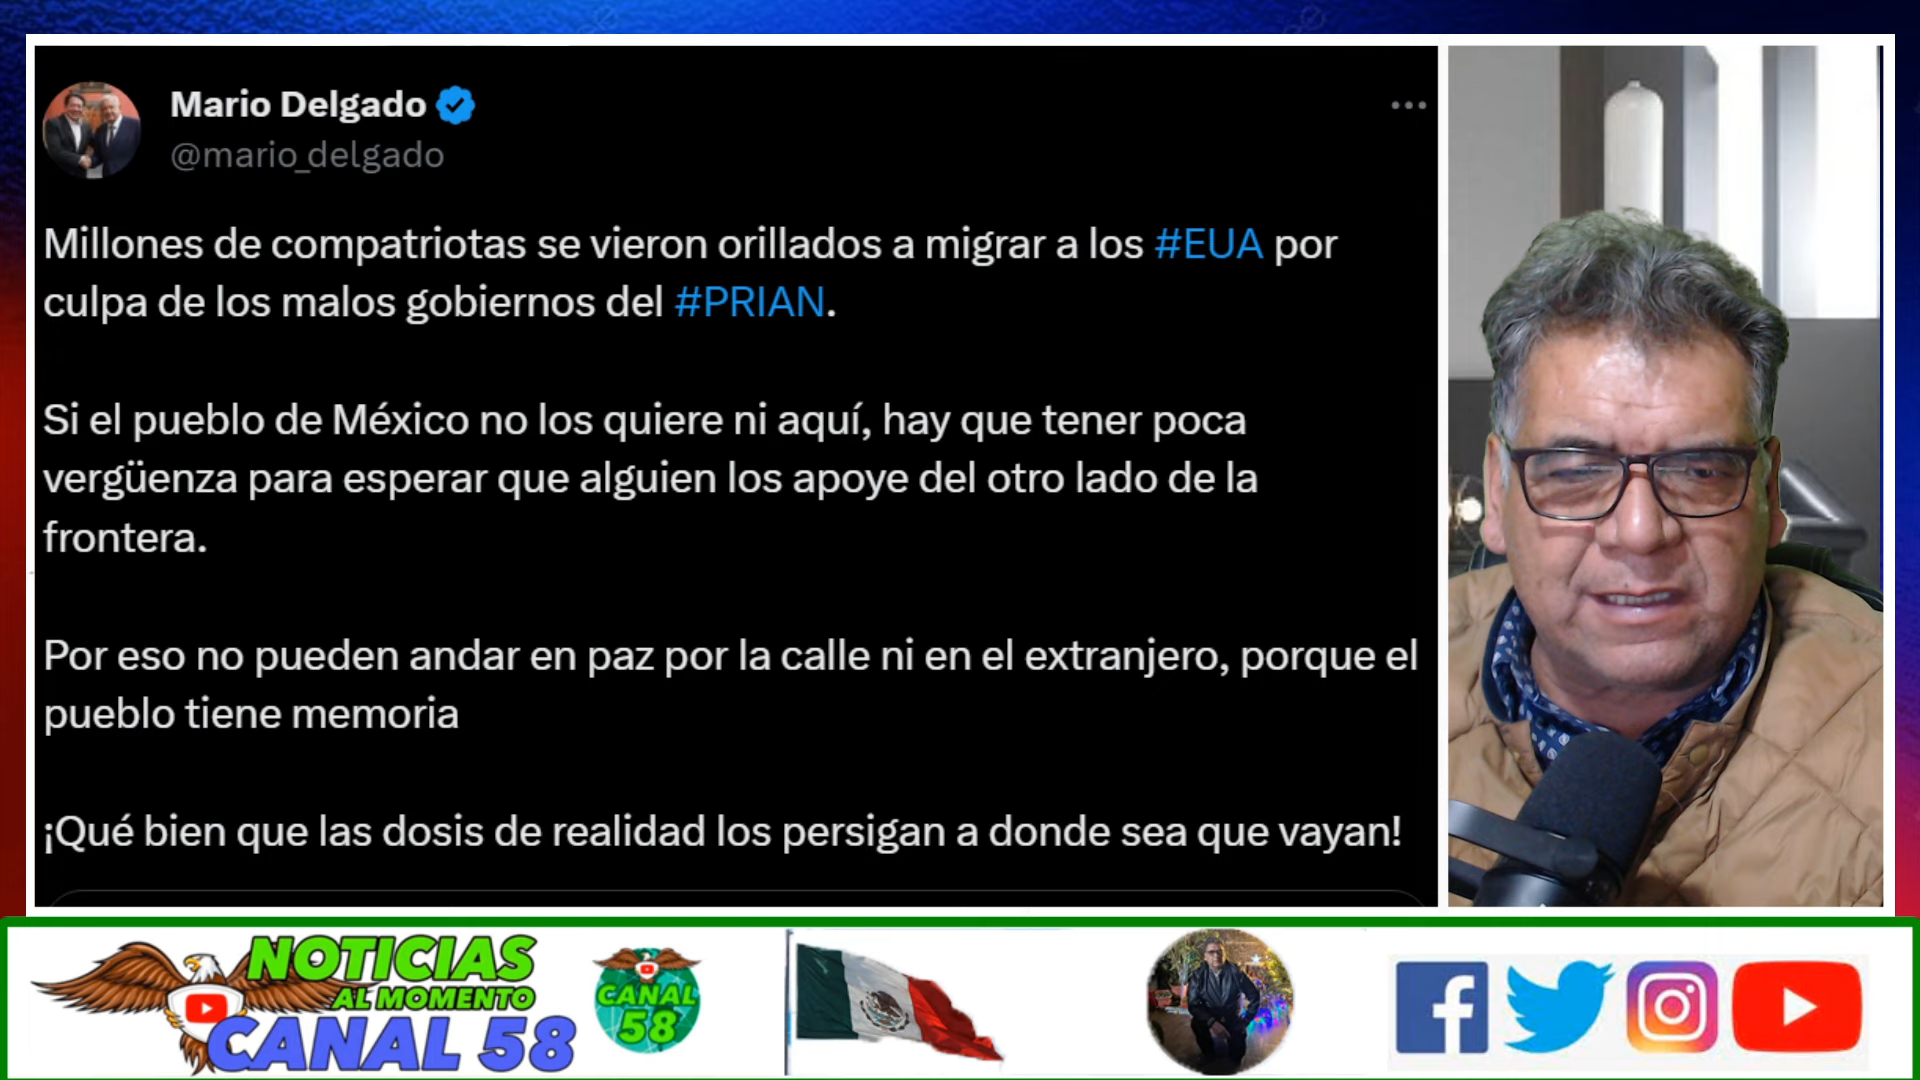 Mario Delgado
@mario_delgado
Millones de compatriotas se vieron orillados a migrar a los #EUA por
culpa de los malos gobiernos del #PRIAN.
Si el pueblo de México no los quiere ni aquí, hay que tener poca
vergüenza para esperar que alguien los apoye del otro lado de la
frontera.
Por eso no pueden andar en paz por la calle ni en el extranjero, porque el
pueblo tiene memoria
¡Qué bien que las dosis de realidad los persigan a donde sea que vayan!
NOTICIAS
AL MOMENTO
CANAL 58
CANAL
58